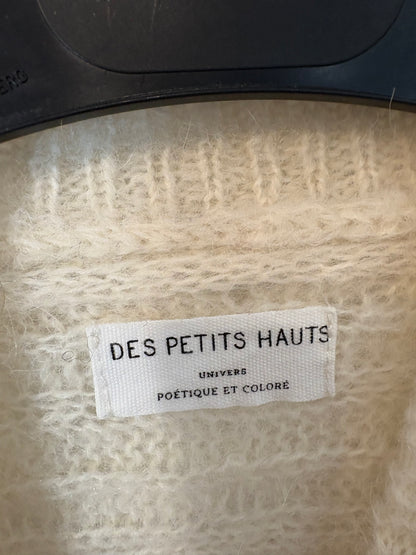 DES PETITS HAUTS
UNIVERS
POÉTIQUE ET COLORÉ